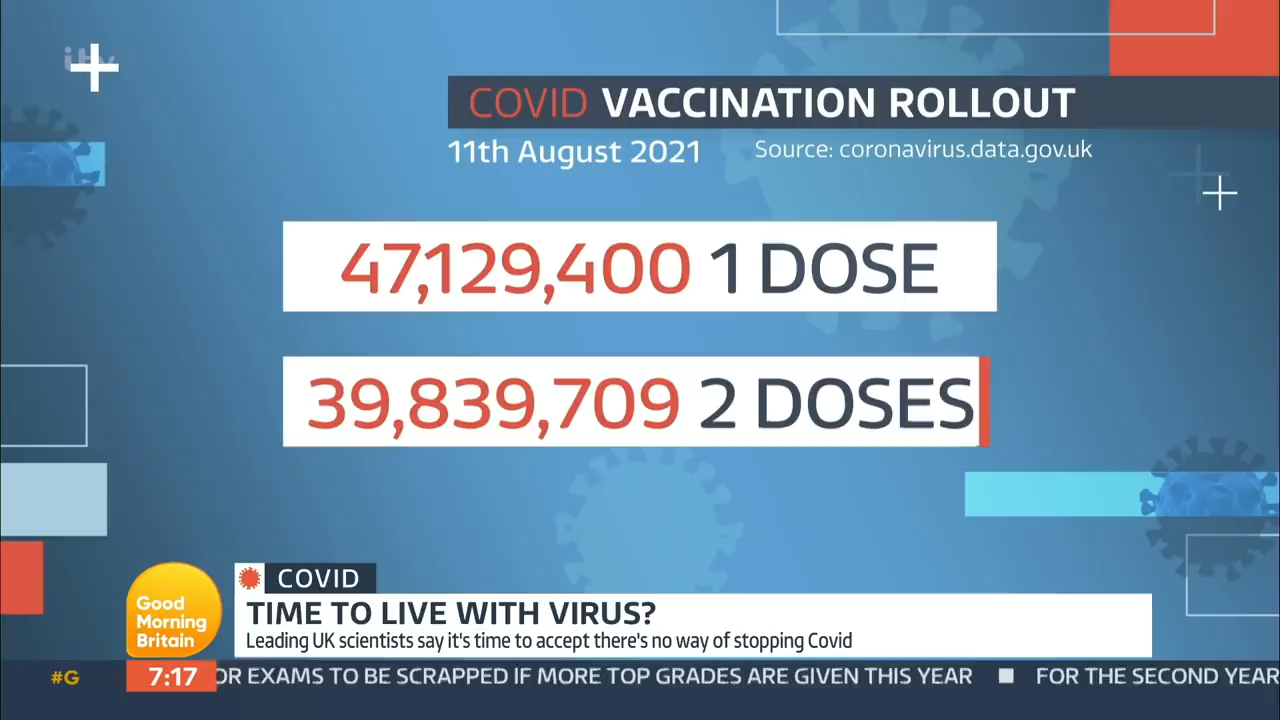 itv
COVID VACCINATION ROLLOUT
11th August 2021 Source: coronavirus.data.gov.uk
47,129,400 1 DOSE
39,839,709 2 DOSES
COVID
TIME TO LIVE WITH VIRUS?
Leading UK scientists say it's time to accept there's no way of stopping Covid
Good
Morning
Britain
#G 7:17 OR EXAMS TO BE SCRAPPED IF MORE TOP GRADES ARE GIVEN THIS YEAR ■ FOR THE SECOND YEAR